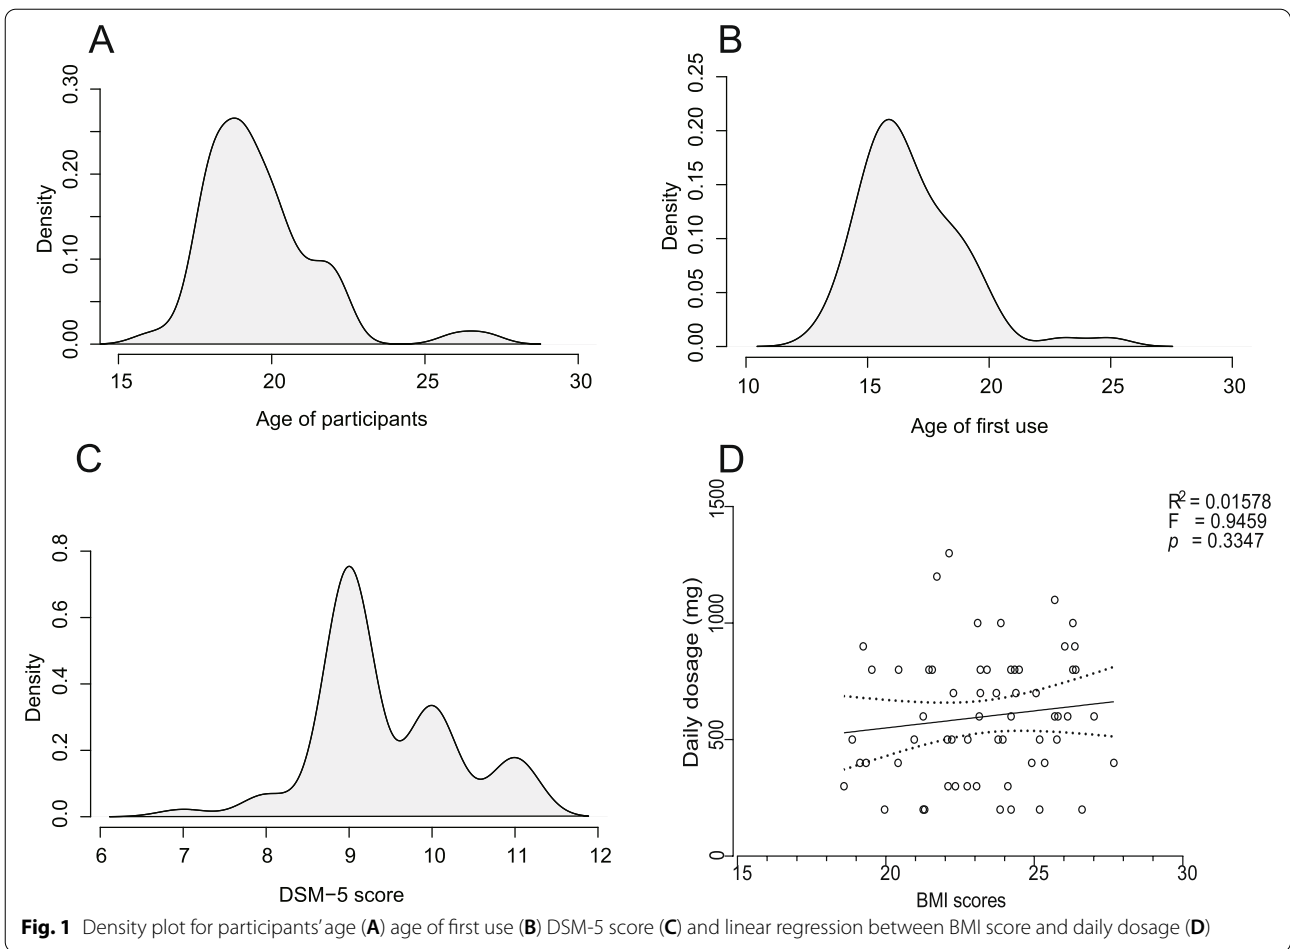 A
0.30
0.20
0.10
0.00
Density
15 20 25 30
Age of participants
B
0.25
0.20
0.15
0.10
0.05
0.00
Density
10 15 20 25 30
Age of first use
C
0.8
0.6
0.4
0.2
0.0
Density
6 7 8 9 10 11 12
DSM−5 score
D
1500
1000
500
0
Daily dosage (mg)
R2 = 0.01578
F = 0.9459
p = 0.3347
15 20 25 30
BMI scores
Fig. 1 Density plot for participants’ age (A) age of first use (B) DSM-5 score (C) and linear regression between BMI score and daily dosage (D)